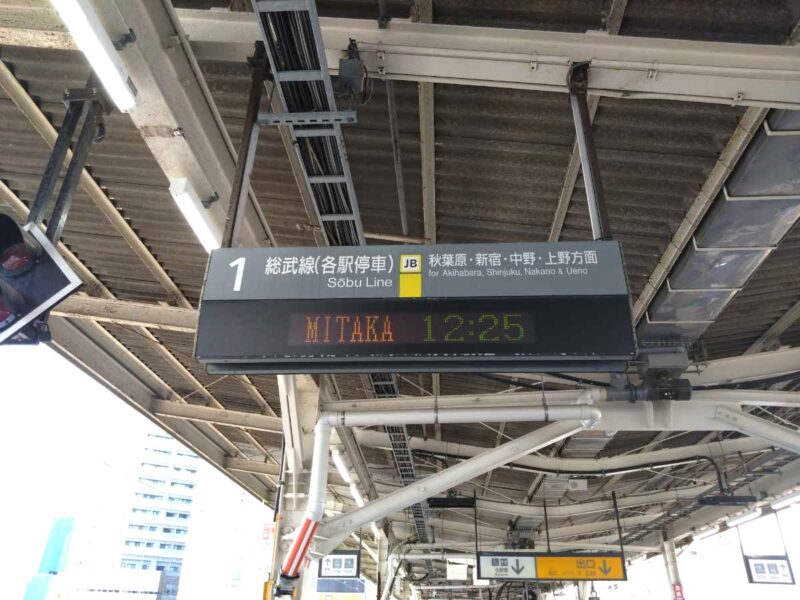 1
総武線(各駅停車)
Sōbu Line
JB
秋葉原・新宿・中野・上野方面
for Akihabara, Shinjuku, Nakano & Ueno
MITAKA 12:25
出口